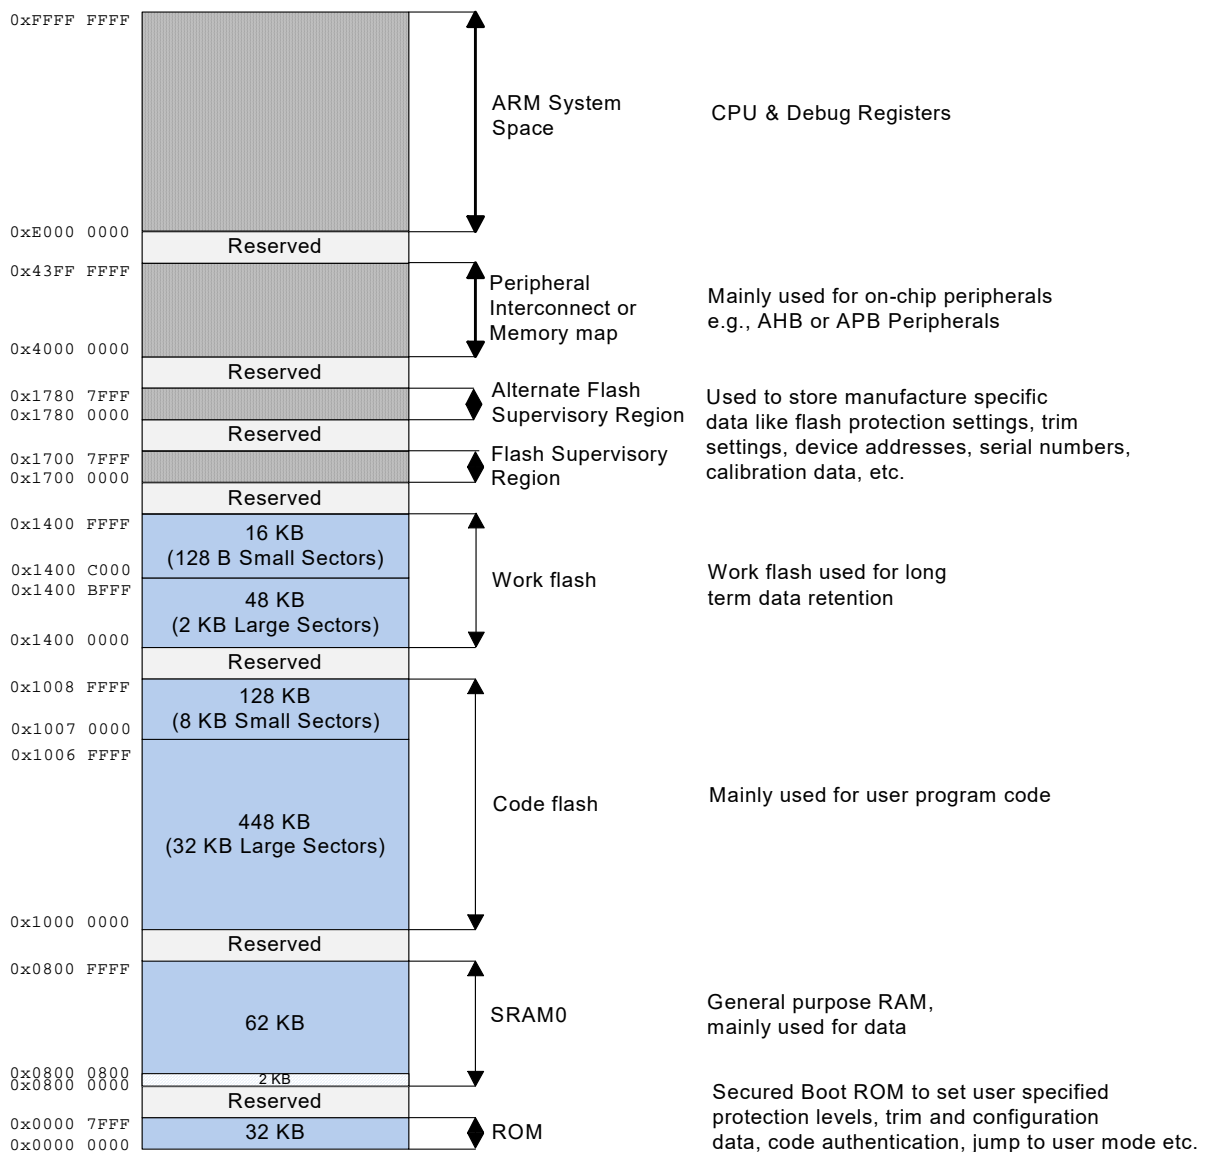 0xFFFF FFFF
ARM System
Space
CPU & Debug Registers
0xE000 0000
Reserved
0x43FF FFFF
Peripheral
Interconnect or
Memory map
Mainly used for on-chip peripherals
e.g., AHB or APB Peripherals
0x4000 0000
Reserved
0x1780 7FFF
0x1780 0000
Alternate Flash
Supervisory Region
Used to store manufacture specific
data like flash protection settings, trim
settings, device addresses, serial numbers,
calibration data, etc.
Reserved
0x1700 7FFF
0x1700 0000
Flash Supervisory
Region
Reserved
0x1400 FFFF
16 KB
(128 B Small Sectors)
0x1400 C000
0x1400 BFFF
48 KB
(2 KB Large Sectors)
0x1400 0000
Work flash
Work flash used for long
term data retention
Reserved
0x1008 FFFF
128 KB
(8 KB Small Sectors)
0x1007 0000
0x1006 FFFF
448 KB
(32 KB Large Sectors)
Code flash
Mainly used for user program code
0x1000 0000
Reserved
0x0800 FFFF
62 KB
SRAM0
General purpose RAM,
mainly used for data
0x0800 0800
2 KB
0x0800 0000
Reserved
0x0000 7FFF
32 KB
0x0000 0000
ROM
Secured Boot ROM to set user specified
protection levels, trim and configuration
data, code authentication, jump to user mode etc.